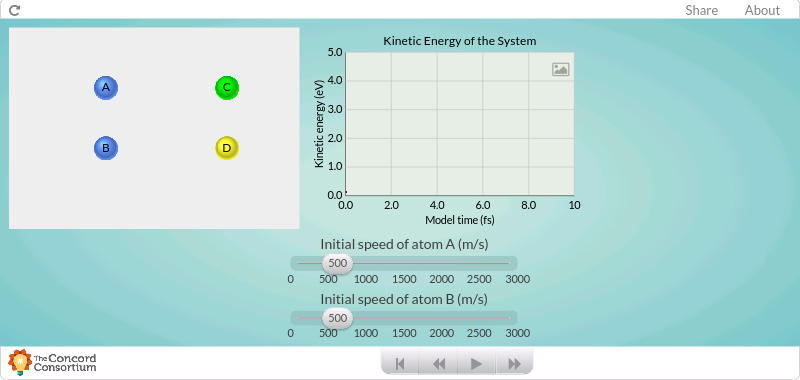 Share About
A
C
B
D
Kinetic Energy of the System
Kinetic energy (eV)
5.0
4.0
3.0
2.0
1.0
0.0
0.0 2.0 4.0 6.0 8.0 10
Model time (fs)
Initial speed of atom A (m/s)
500
0 500 1000 1500 2000 2500 3000
Initial speed of atom B (m/s)
500
0 500 1000 1500 2000 2500 3000
The Concord
Consortium